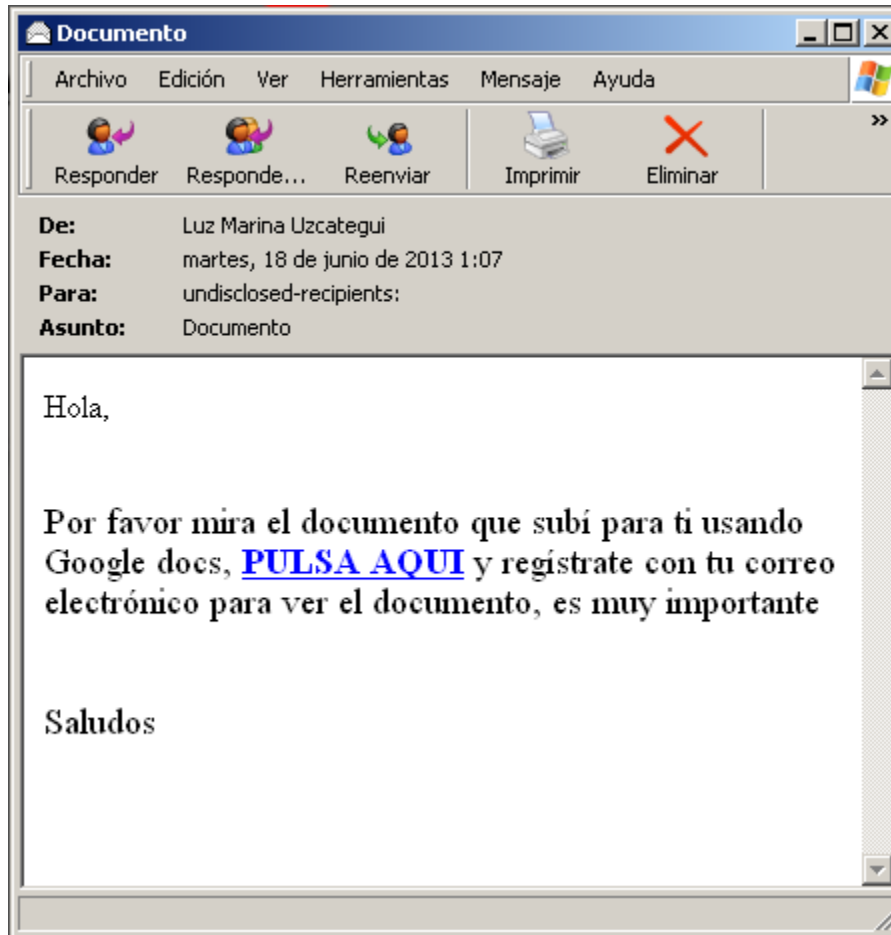 Documento
Archivo Edición Ver Herramientas Mensaje Ayuda
»
Responder Responde... Reenviar Imprimir Eliminar
De: Luz Marina Uzcategui
Fecha: martes, 18 de junio de 2013 1:07
Para: undisclosed-recipients:
Asunto: Documento
Hola,
Por favor mira el documento que subí para ti usando
Google docs, PULSA AQUI y regístrate con tu correo
electrónico para ver el documento, es muy importante
Saludos